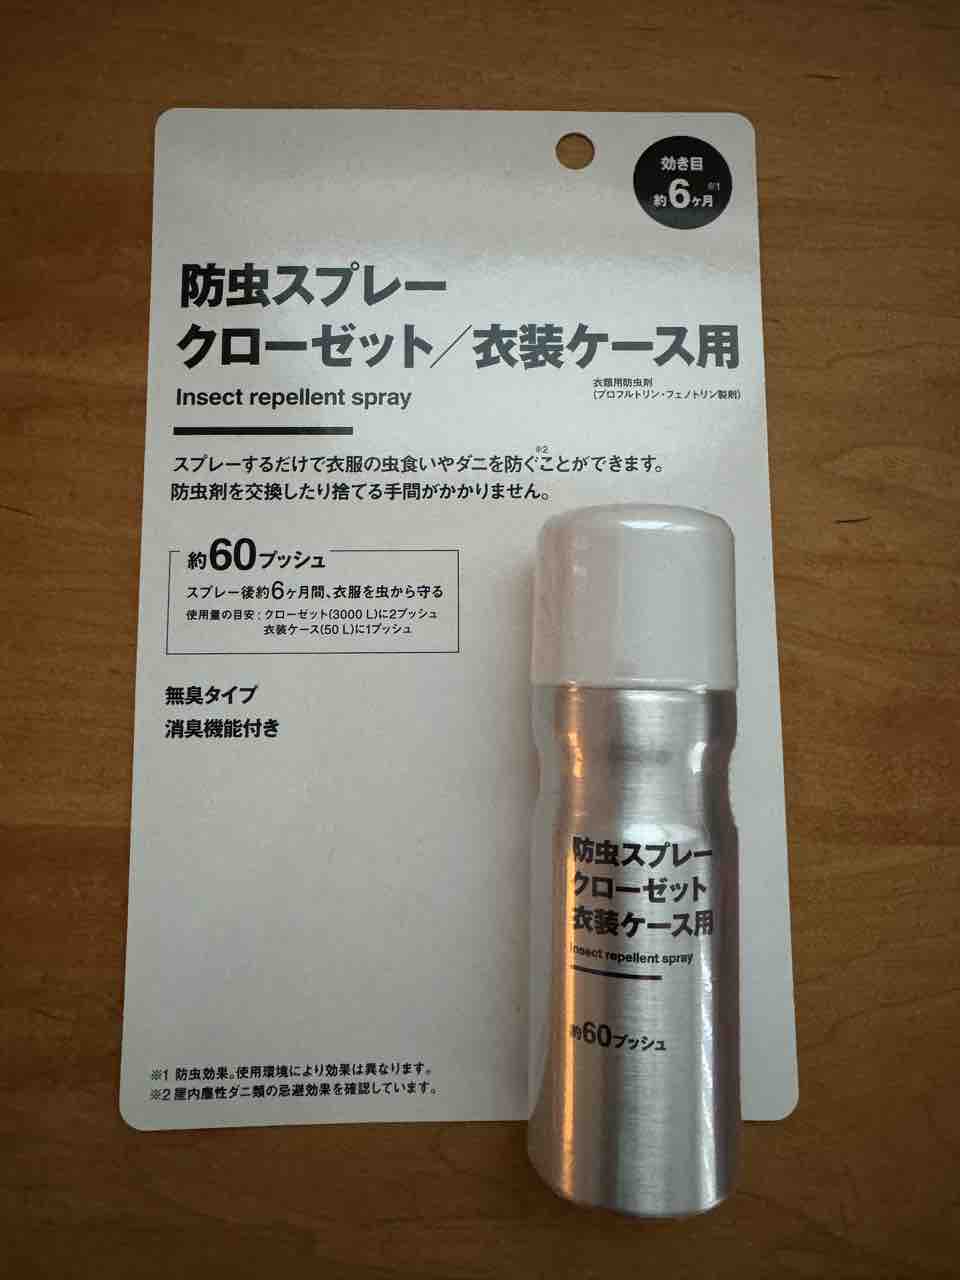 効き目
約6ヶ月※1
防虫スプレー
クローゼット／衣装ケース用
Insect repellent spray
衣類用防虫剤
(プロフルトリン・フェノトリン製剤)
スプレーするだけで衣服の虫食いやダニを防ぐ※2ことができます。
防虫剤を交換したり捨てる手間がかかりません。
約60プッシュ
スプレー後約6ヶ月間、衣服を虫から守る
使用量の目安：クローゼット(3000 L)に2プッシュ
衣装ケース(50 L)に1プッシュ
無臭タイプ
消臭機能付き
防虫スプレー
クローゼット
衣装ケース用
Insect repellent spray
約60プッシュ
※1 防虫効果。使用環境により効果は異なります。
※2 屋内塵性ダニ類の忌避効果を確認しています。